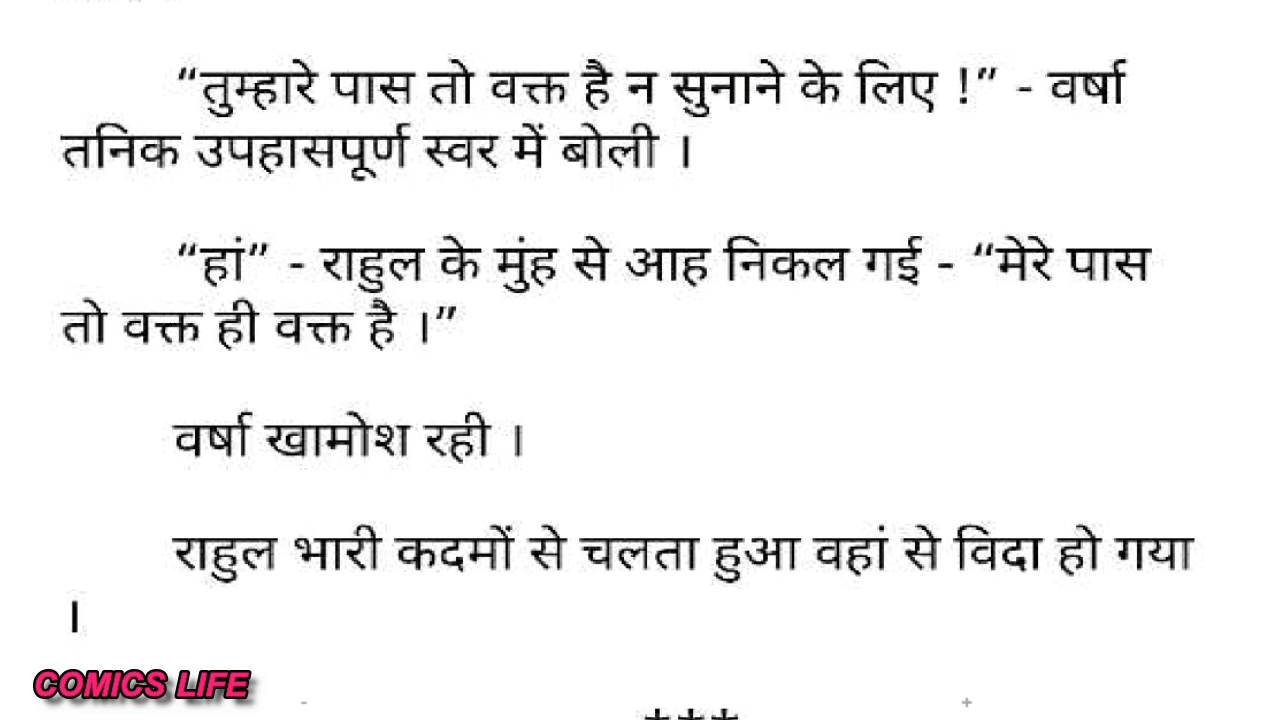 “तुम्हारे पास तो वक्त है न सुनाने के लिए !” - वर्षा
तनिक उपहासपूर्ण स्वर में बोली ।
“हां” - राहुल के मुंह से आह निकल गई - “मेरे पास
तो वक्त ही वक्त है ।”
वर्षा खामोश रही ।
राहुल भारी कदमों से चलता हुआ वहां से विदा हो गया
।
COMICS LIFE
- +
***